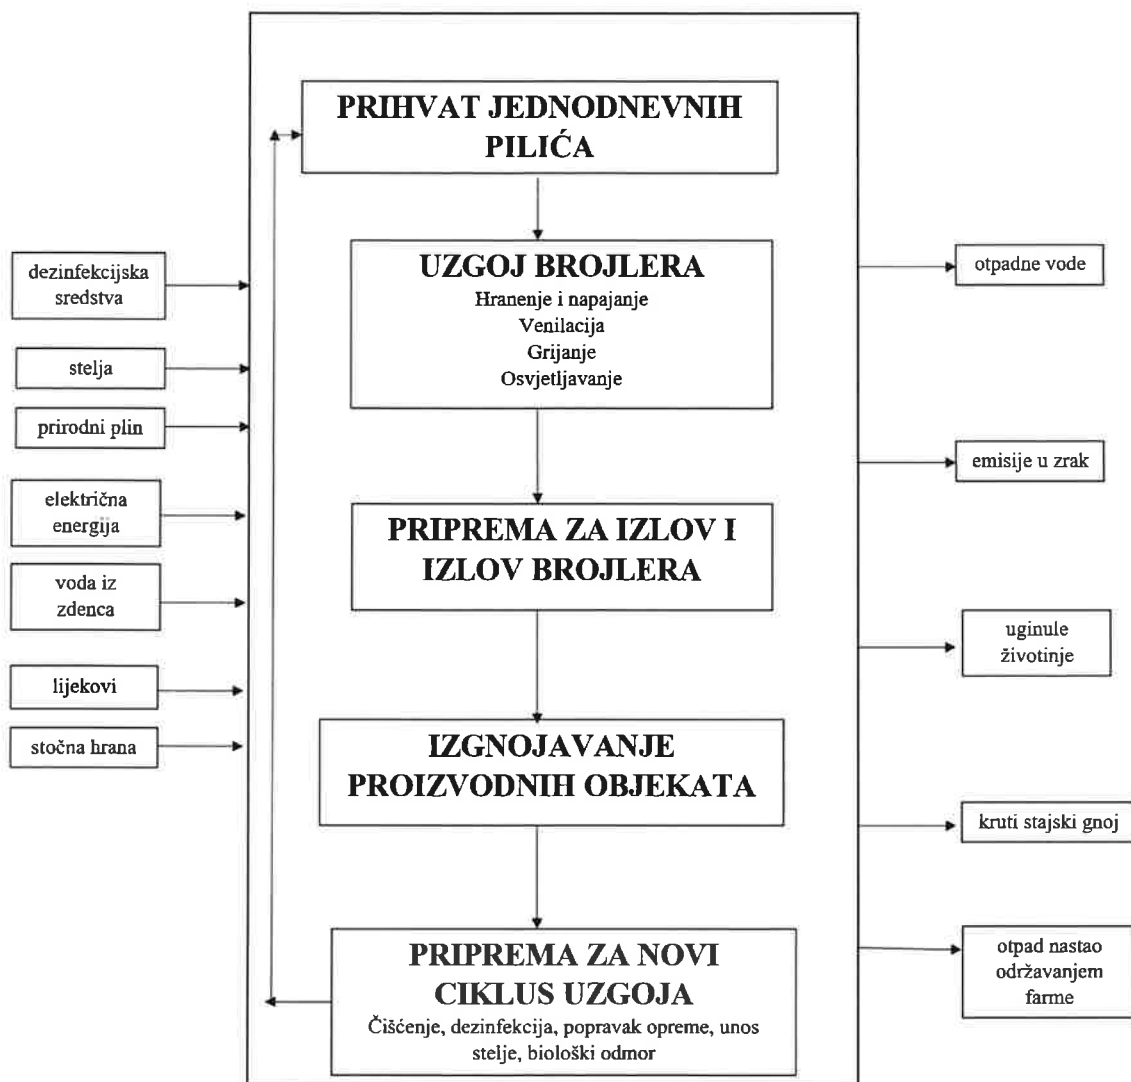 PRIHVAT JEDNODNEVNIH
PILIĆA
UZGOJ BROJLERA
Hranenje i napajanje
Venilacija
Grijanje
Osvjetljavanje
PRIPREMA ZA IZLOV I
IZLOV BROJLERA
IZGNOJAVANJE
PROIZVODNIH OBJEKATA
PRIPREMA ZA NOVI
CIKLUS UZGOJA
Čišćenje, dezinfekcija, popravak opreme, unos
stelje, biološki odmor
dezinfekcijska
sredstva
stelja
prirodni plin
električna
energija
voda iz
zdenca
lijekovi
stočna hrana
otpadne vode
emisije u zrak
uginule
životinje
kruti stajski gnoj
otpad nastao
održavanjem
farme